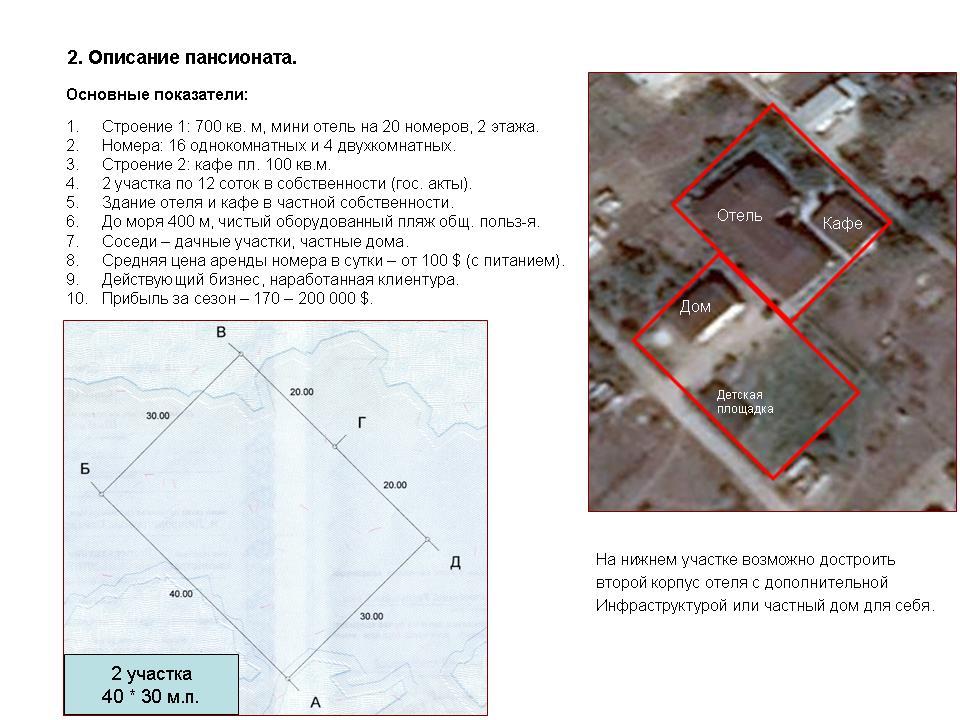 2. Описание пансионата.
Основные показатели:
1. Строение 1: 700 кв. м, мини отель на 20 номеров, 2 этажа.
2. Номера: 16 однокомнатных и 4 двухкомнатных.
3. Строение 2: кафе пл. 100 кв.м.
4. 2 участка по 12 соток в собственности (гос. акты).
5. Здание отеля и кафе в частной собственности.
6. До моря 400 м, чистый оборудованный пляж общ. польз-я.
7. Соседи – дачные участки, частные дома.
8. Средняя цена аренды номера в сутки – от 100 $ (с питанием).
9. Действующий бизнес, наработанная клиентура.
10. Прибыль за сезон – 170 – 200 000 $.
В
20.00
30.00
Г
Б
20.00
Д
40.00
30.00
А
2 участка
40 * 30 м.п.
Отель
Кафе
Дом
Детская
площадка
На нижнем участке возможно достроить
второй корпус отеля с дополнительной
Инфраструктурой или частный дом для себя.